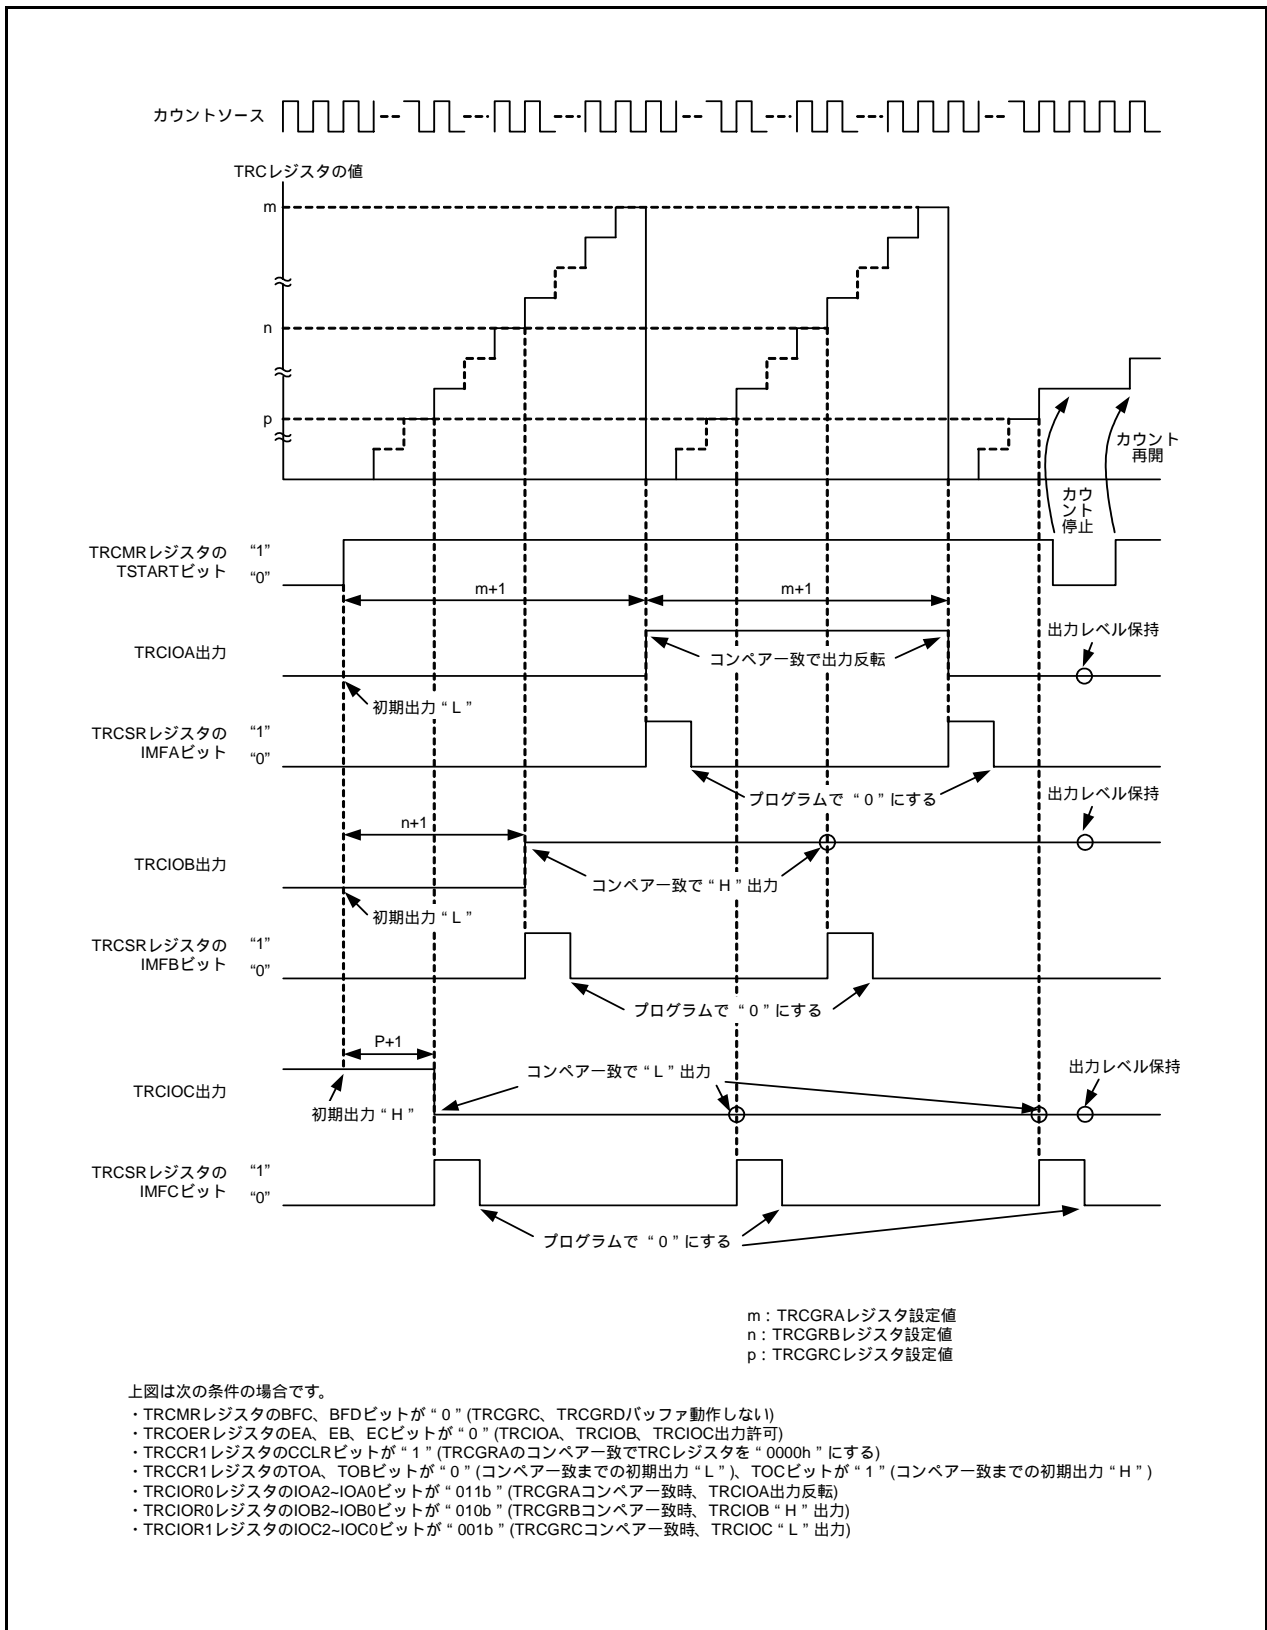 カウントソース
TRCレジスタの値
m
n
p
カウント
再開
カウ
ント
停止
TRCMRレジスタの
TSTARTビット
“1”
“0”
m+1
m+1
TRCIOA出力
コンペア一致で出力反転
出力レベル保持
初期出力 “ L ”
TRCSRレジスタの
IMFAビット
“1”
“0”
プログラムで “ 0 ” にする
出力レベル保持
n+1
TRCIOB出力
コンペア一致で “ H ” 出力
初期出力 “ L ”
TRCSRレジスタの
IMFBビット
“1”
“0”
プログラムで “ 0 ” にする
P+1
コンペア一致で “ L ” 出力
出力レベル保持
TRCIOC出力
初期出力 “ H ”
TRCSRレジスタの
IMFCビット
“1”
“0”
プログラムで “ 0 ” にする
m : TRCGRAレジスタ設定値
n : TRCGRBレジスタ設定値
p : TRCGRCレジスタ設定値
上図は次の条件の場合です。
・TRCMRレジスタのBFC、BFDビットが “ 0 ” (TRCGRC、TRCGRDバッファ動作しない)
・TRCOERレジスタのEA、EB、ECビットが “ 0 ” (TRCIOA、TRCIOB、TRCIOC出力許可)
・TRCCR1レジスタのCCLRビットが “ 1 ” (TRCGRAのコンペア一致でTRCレジスタを “ 0000h ” にする)
・TRCCR1レジスタのTOA、TOBビットが “ 0 ” (コンペア一致までの初期出力 “ L ” )、TOCビットが “ 1 ” (コンペア一致までの初期出力 “ H ” )
・TRCIOR0レジスタのIOA2~IOA0ビットが “ 011b ” (TRCGRAコンペア一致時、TRCIOA出力反転)
・TRCIOR0レジスタのIOB2~IOB0ビットが “ 010b ” (TRCGRBコンペア一致時、TRCIOB “ H ” 出力)
・TRCIOR1レジスタのIOC2~IOC0ビットが “ 001b ” (TRCGRCコンペア一致時、TRCIOC “ L ” 出力)